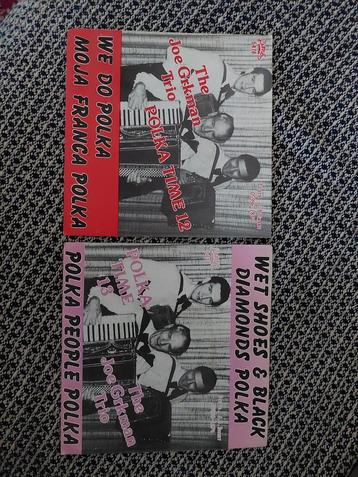 The
Joe Grkman
Trio
POLKA TIME 12
WE DO POLKA
MOJA FRANCA POLKA
WET SHOES & BLACK
DIAMONDS POLKA
POLKA
TIME
13
The
Joe Grkman
Trio
POLKA PEOPLE POLKA